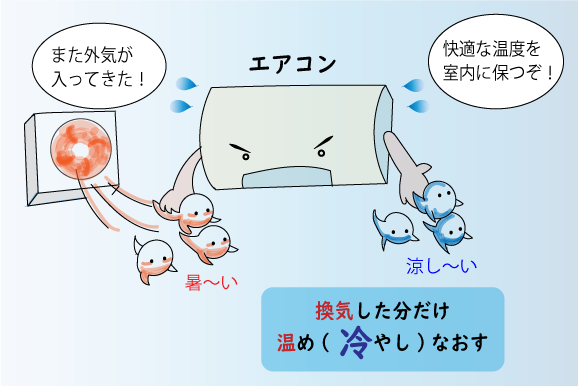 また外気が
入ってきた！
エアコン
快適な温度を
室内に保つぞ！
暑～い
涼し～い
換気した分だけ
温め(冷やし)なおす